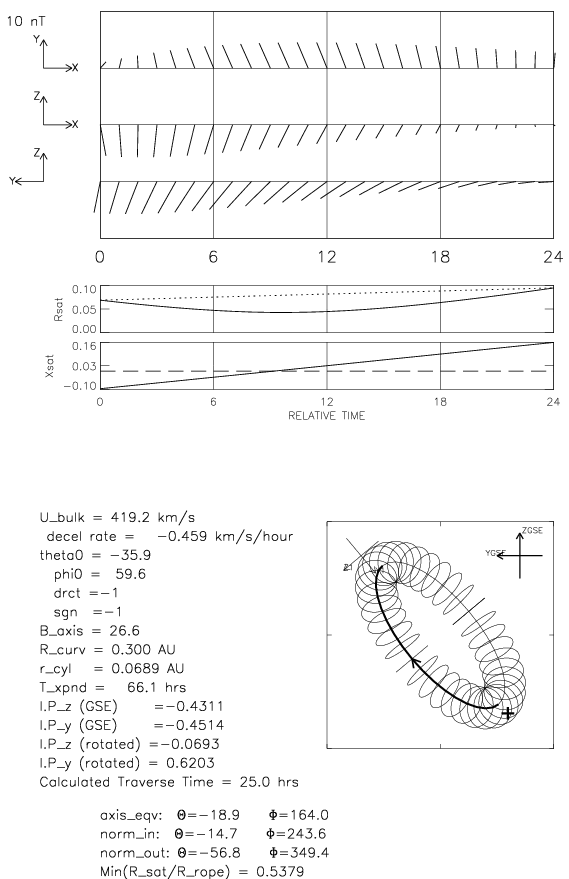 10 nT
Y
X
Z
X
Z
Y
0 6 12 18 24
Rsat
0.10
0.05
0.00
Xsat
0.16
0.03
−0.10
0 6 12 18 24
RELATIVE TIME
U_bulk = 419.2 km/s
decel rate = −0.459 km/s/hour
theta0 = −35.9
phi0 = 59.6
drct =−1
sgn =−1
B_axis = 26.6
R_curv = 0.300 AU
r_cyl = 0.0689 AU
T_xpnd = 66.1 hrs
I.P_z (GSE) =−0.4311
I.P_y (GSE) =−0.4514
I.P_z (rotated) =−0.0693
I.P_y (rotated) = 0.6203
Calculated Traverse Time = 25.0 hrs
ZGSE
YGSE
axis_eqv: Θ=−18.9 Φ=164.0
norm_in: Θ=−14.7 Φ=243.6
norm_out: Θ=−56.8 Φ=349.4
Min(R_sat/R_rope) = 0.5379